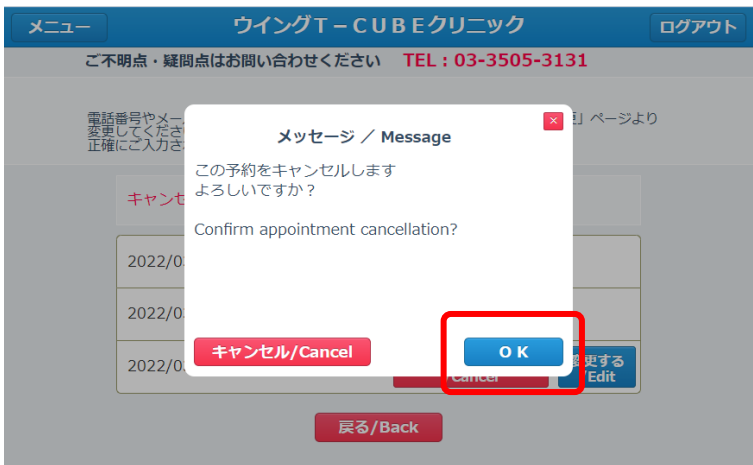 メニュー
ウイングT－CUBEクリニック
ログアウト
ご不明点・疑問点はお問い合わせください TEL：03-3505-3131
電話番号やメー
」ページより
変更してくださ
正確にご入力さ
×
メッセージ ／ Message
この予約をキャンセルします
よろしいですか？
Confirm appointment cancellation?
キャンセ
2022/0
2022/0
2022/0
キャンセル/Cancel
ＯＫ
/Cancel
変更する
/Edit
戻る/Back